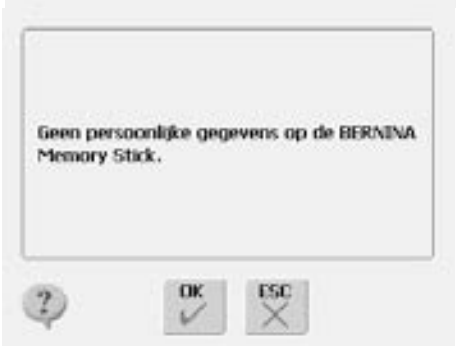 Geen persoonlijke gegevens op de BERNINA
Memory Stick.
?
OK
ESC